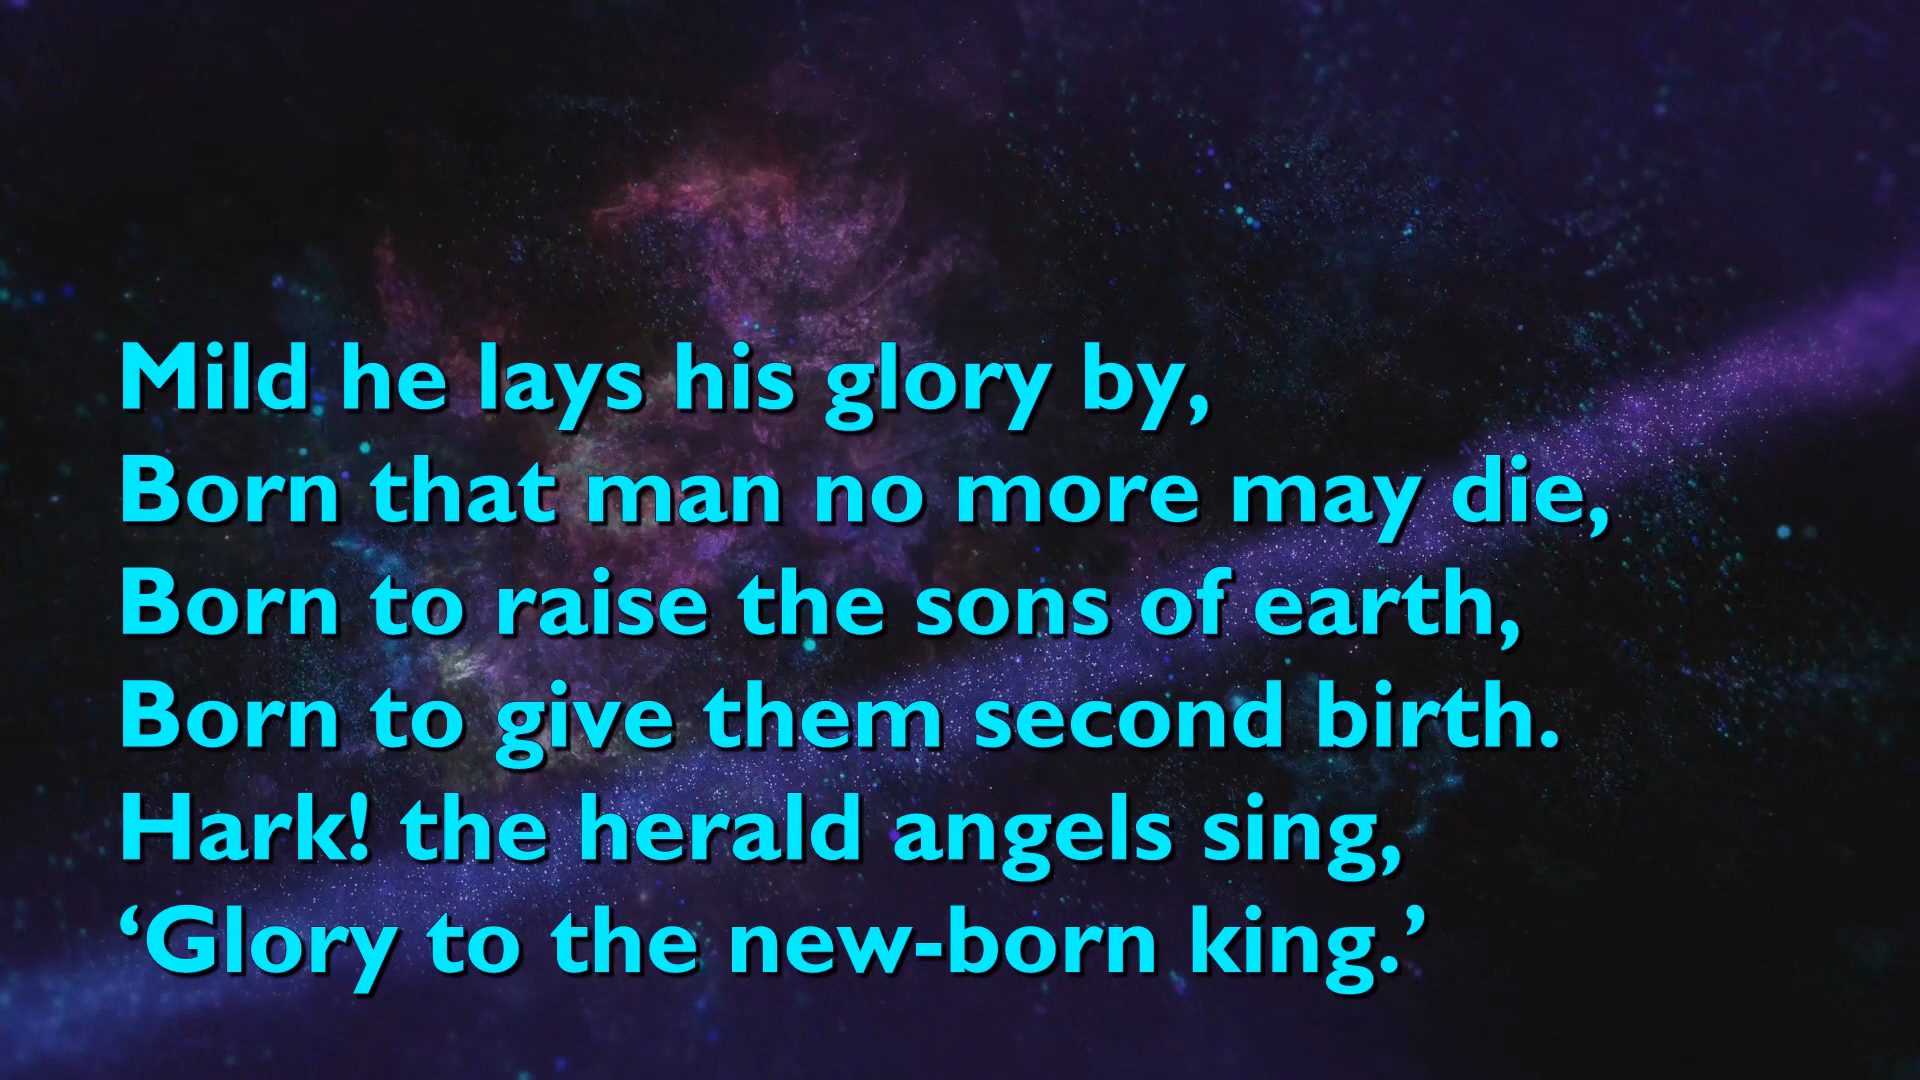 Mild he lays his glory by,
Born that man no more may die,
Born to raise the sons of earth,
Born to give them second birth.
Hark! the herald angels sing,
‘Glory to the new-born king.’